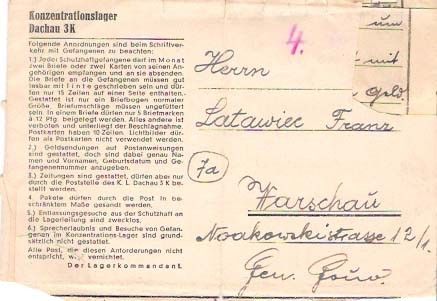 Konzentrationslager
Dachau 3K
Folgende Anordnungen sind beim Schriftver-
kehr mit Gefangenen zu beachten:
1.) Jeder Schutzhaftgefangene darf im Monat
zwei Briefe oder zwei Karten von seinen An-
gehörigen empfangen und an sie absenden.
Die Briefe an die Gefangenen müssen gut
lesbar mit Tinte geschrieben sein und dür-
fen nur 15 Zeilen auf einer Seite enthalten.
Gestattet ist nur ein Briefbogen normaler
Größe. Briefumschläge müssen ungefüttert
sein. In einem Briefe dürfen nur 5 Briefmarken
à 12 Pfg. beigelegt werden. Alles andere ist
verboten und unterliegt der Beschlagnahme.
Postkarten haben 10 Zeilen. Lichtbilder dür-
fen als Postkarten nicht verwendet werden.
2.) Geldsendungen auf Postanweisungen
sind gestattet, doch sind dabei genau Na-
men und Vornamen, Geburtsdatum und Ge-
fangenennummer anzugeben.
3.) Zeitungen sind gestattet, dürfen aber nur
durch die Poststelle des K. L. Dachau 3K be-
stellt werden.
4. Pakete dürfen durch die Post in be-
schränktem Maße gesandt werden.
5.) Entlassungsgesuche aus der Schutzhaft an
die Lagerleitung sind zwecklos.
6.) Sprecherlaubnis und Besuche von Gefan-
genen im Konzentrations-Lager sind grund-
sätzlich nicht gestattet.
Alle Post, die diesen Anforderungen nicht
entspricht, vernichtet.
Der Lagerkommandant.
4.
um
mit
Geld.
Herrn
Latawiec Franz
7a
Warschau
Noakowskistrasse 12/1.
Gen. Gouv.